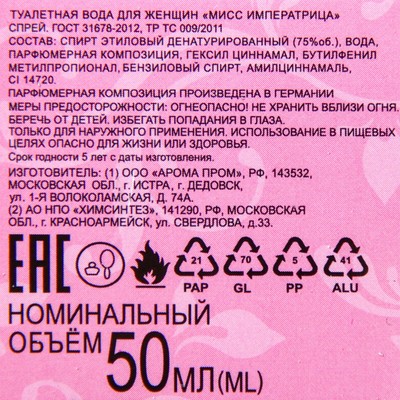 ТУАЛЕТНАЯ ВОДА ДЛЯ ЖЕНЩИН «МИСС ИМПЕРАТРИЦА»
СПРЕЙ. ГОСТ 31678-2012, ТР ТС 009/2011
СОСТАВ: СПИРТ ЭТИЛОВЫЙ ДЕНАТУРИРОВАННЫЙ (75%об.), ВОДА,
ПАРФЮМЕРНАЯ КОМПОЗИЦИЯ, ГЕКСИЛ ЦИННАМАЛ, БУТИЛФЕНИЛ
МЕТИЛПРОПИОНАЛ, БЕНЗИЛОВЫЙ СПИРТ, АМИЛЦИННАМАЛЬ,
CI 14720.
ПАРФЮМЕРНАЯ КОМПОЗИЦИЯ ПРОИЗВЕДЕНА В ГЕРМАНИИ
МЕРЫ ПРЕДОСТОРОЖНОСТИ: ОГНЕОПАСНО! НЕ ХРАНИТЬ ВБЛИЗИ ОГНЯ.
БЕРЕЧЬ ОТ ДЕТЕЙ. ИЗБЕГАТЬ ПОПАДАНИЯ В ГЛАЗА.
ТОЛЬКО ДЛЯ НАРУЖНОГО ПРИМЕНЕНИЯ. ИСПОЛЬЗОВАНИЕ В ПИЩЕВЫХ
ЦЕЛЯХ ОПАСНО ДЛЯ ЖИЗНИ ИЛИ ЗДОРОВЬЯ.
Срок годности 5 лет с даты изготовления.
ИЗГОТОВИТЕЛЬ: (1) ООО «АРОМА ПРОМ», РФ, 143532,
МОСКОВСКАЯ ОБЛ., Г. ИСТРА, Г. ДЕДОВСК,
УЛ. 1-Я ВОЛОКОЛАМСКАЯ, Д. 74А.
(2) АО НПО «ХИМСИНТЕЗ», 141290, РФ, МОСКОВСКАЯ
ОБЛ., Г. КРАСНОАРМЕЙСК, УЛ. СВЕРДЛОВА, Д.33.
EAC 21 70 5 41
PAP GL PP ALU
НОМИНАЛЬНЫЙ
ОБЪЁМ 50МЛ(ML)